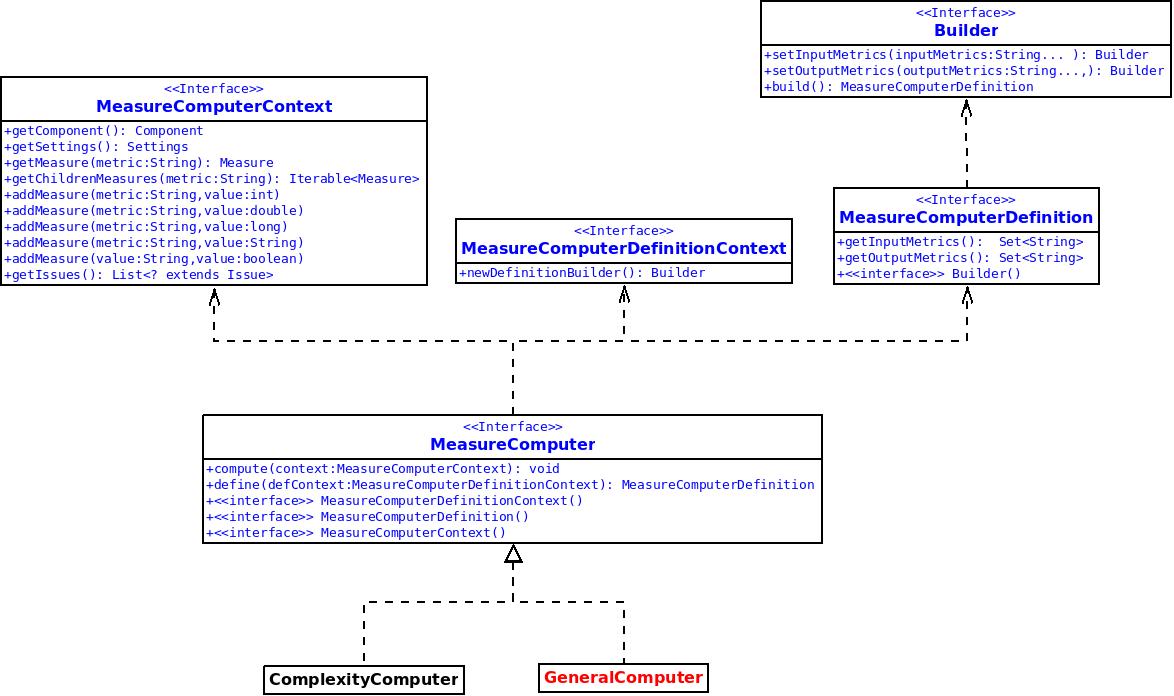 <<Interface>>
Builder
+setInputMetrics(inputMetrics:String... ): Builder
+setOutputMetrics(outputMetrics:String...,): Builder
+build(): MeasureComputerDefinition
<<Interface>>
MeasureComputerContext
+getComponent(): Component
+getSettings(): Settings
+getMeasure(metric:String): Measure
+getChildrenMeasures(metric:String): Iterable<Measure>
+addMeasure(metric:String,value:int)
+addMeasure(metric:String,value:double)
+addMeasure(metric:String,value:long)
+addMeasure(metric:String,value:String)
+addMeasure(value:String,value:boolean)
+getIssues(): List<? extends Issue>
<<Interface>>
MeasureComputerDefinitionContext
+newDefinitionBuilder(): Builder
<<Interface>>
MeasureComputerDefinition
+getInputMetrics():  Set<String>
+getOutputMetrics(): Set<String>
+<<interface>> Builder()
<<Interface>>
MeasureComputer
+compute(context:MeasureComputerContext): void
+define(defContext:MeasureComputerDefinitionContext): MeasureComputerDefinition
+<<interface>> MeasureComputerDefinitionContext()
+<<interface>> MeasureComputerDefinition()
+<<interface>> MeasureComputerContext()
ComplexityComputer
GeneralComputer